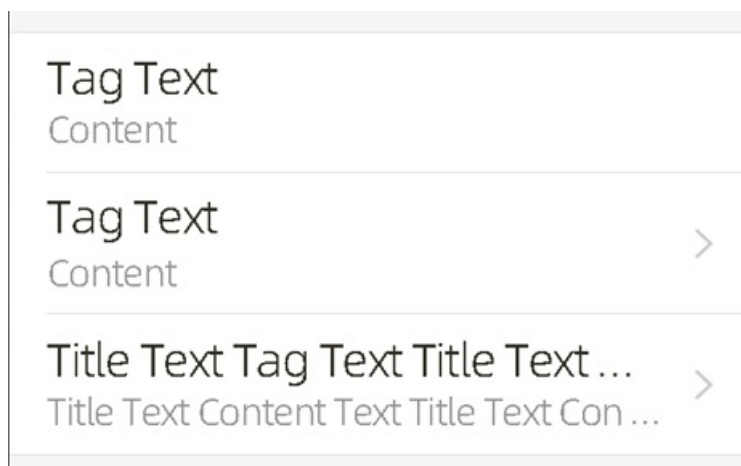 Tag Text
Content
Tag Text
Content
Title Text Tag Text Title Text ...
Title Text Content Text Title Text Con ...